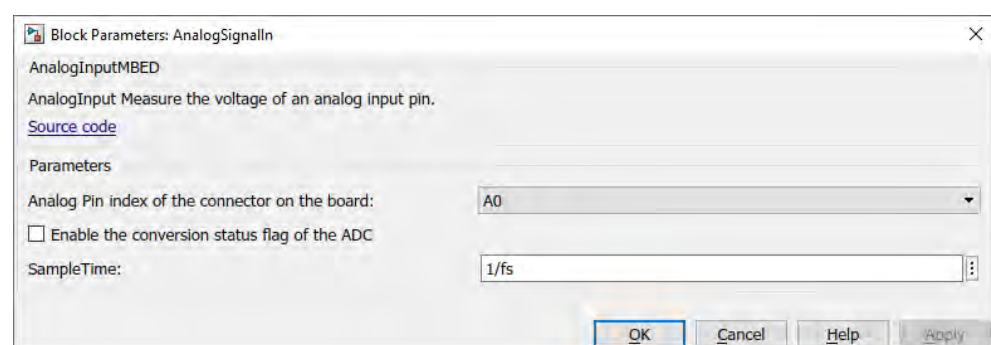 Block Parameters: AnalogSignalIn
AnalogInputMBED
AnalogInput Measure the voltage of an analog input pin.
Source code
Parameters
Analog Pin index of the connector on the board: A0
Enable the conversion status flag of the ADC
SampleTime: 1/fs
OK Cancel Help Apply